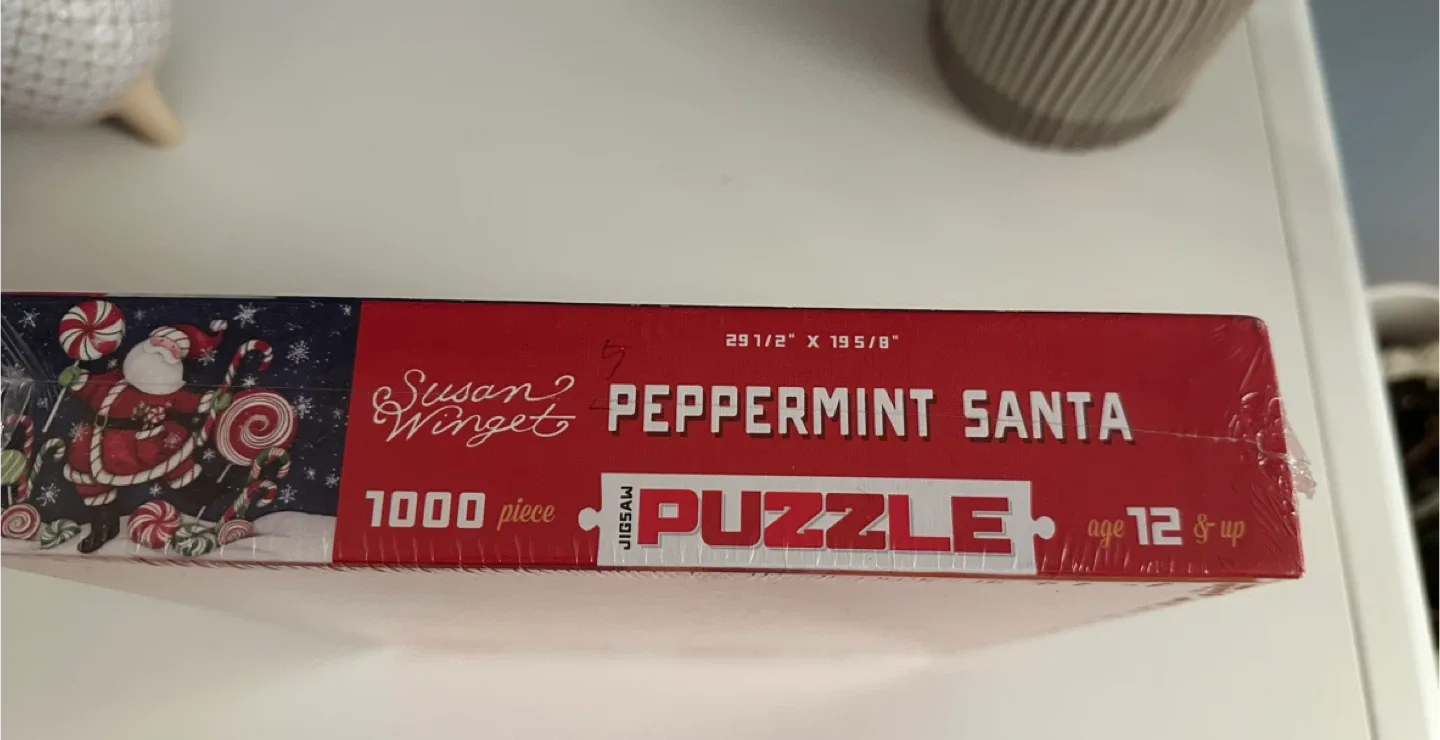 29 1/2" X 19 5/8"
Susan
Winget
PEPPERMINT SANTA
1000 piece
JIGSAW
PUZZLE
age 12 & up